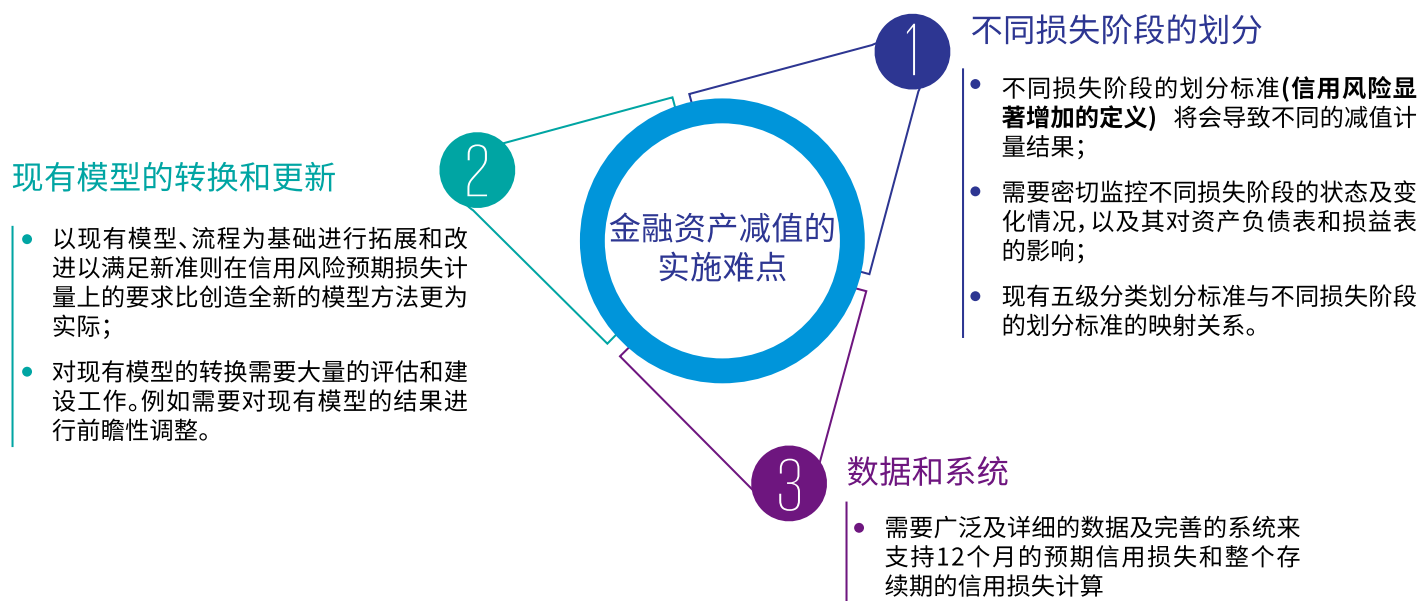 1
不同损失阶段的划分
不同损失阶段的划分标准(信用风险显
著增加的定义) 将会导致不同的减值计
量结果；
需要密切监控不同损失阶段的状态及变
化情况，以及其对资产负债表和损益表
的影响；
现有五级分类划分标准与不同损失阶段
的划分标准的映射关系。
2
现有模型的转换和更新
以现有模型、流程为基础进行拓展和改
进以满足新准则在信用风险预期损失计
量上的要求比创造全新的模型方法更为
实际；
对现有模型的转换需要大量的评估和建
设工作。例如需要对现有模型的结果进
行前瞻性调整。
金融资产减值的
实施难点
3
数据和系统
需要广泛及详细的数据及完善的系统来
支持12个月的预期信用损失和整个存
续期的信用损失计算